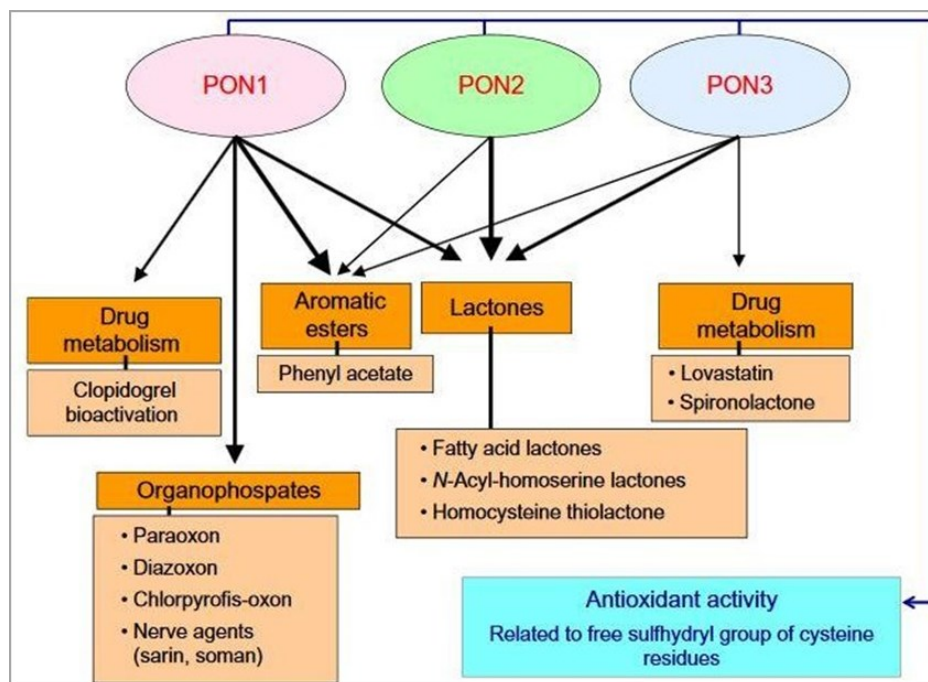 PON1
PON2
PON3
Drug
metabolism
Clopidogrel
bioactivation
Aromatic
esters
Phenyl acetate
Lactones
• Fatty acid lactones
• N-Acyl-homoserine lactones
• Homocysteine thiolactone
Drug
metabolism
• Lovastatin
• Spironolactone
Organophospates
• Paraoxon
• Diazoxon
• Chlorpyrofis-oxon
• Nerve agents
(sarin, soman)
Antioxidant activity
Related to free sulfhydryl group of cysteine
residues